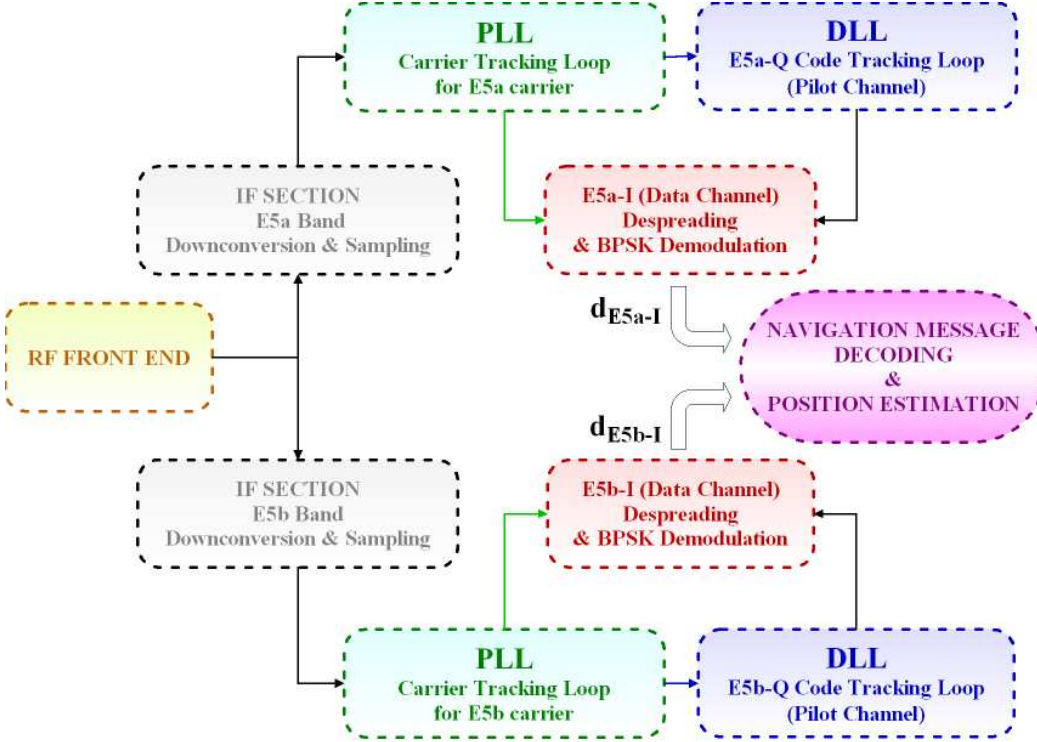 PLL
Carrier Tracking Loop
for E5a carrier
DLL
E5a-Q Code Tracking Loop
(Pilot Channel)
IF SECTION
E5a Band
Downconversion & Sampling
E5a-I (Data Channel)
Despreading
& BPSK Demodulation
RF FRONT END
dE5a-I
NAVIGATION MESSAGE
DECODING
&
POSITION ESTIMATION
dE5b-I
IF SECTION
E5b Band
Downconversion & Sampling
E5b-I (Data Channel)
Despreading
& BPSK Demodulation
PLL
Carrier Tracking Loop
for E5b carrier
DLL
E5b-Q Code Tracking Loop
(Pilot Channel)